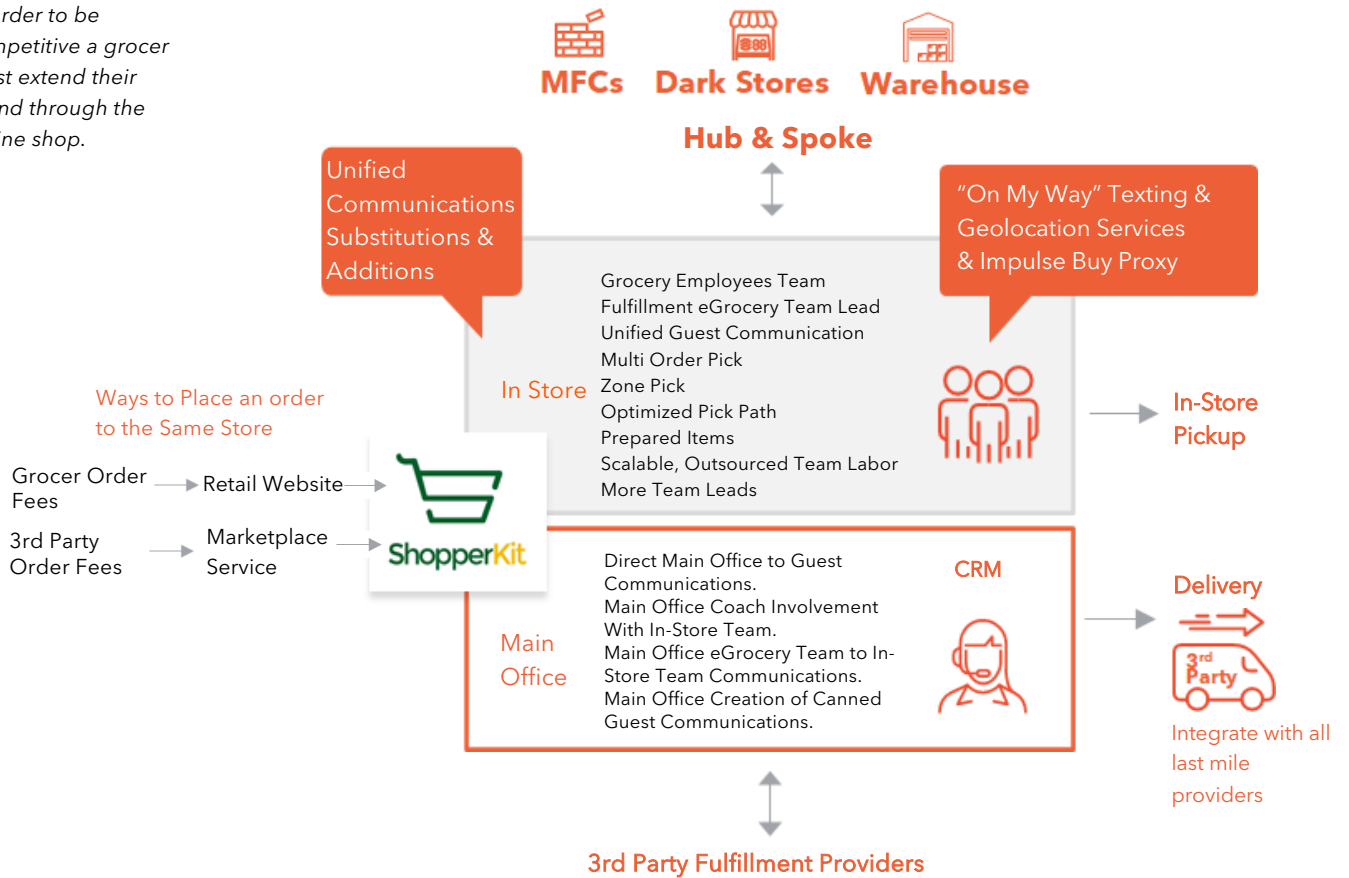 rder to be
mpetitive a grocer
st extend their
nd through the
ine shop.
MFCs
Dark Stores
Warehouse
Hub & Spoke
Unified
Communications
Substitutions &
Additions
"On My Way" Texting &
Geolocation Services
& Impulse Buy Proxy
In Store
Grocery Employees Team
Fulfillment eGrocery Team Lead
Unified Guest Communication
Multi Order Pick
Zone Pick
Optimized Pick Path
Prepared Items
Scalable, Outsourced Team Labor
More Team Leads
In-Store
Pickup
Ways to Place an order
to the Same Store
Grocer Order
Fees
Retail Website
3rd Party
Order Fees
Marketplace
Service
ShopperKit
Main
Office
Direct Main Office to Guest
Communications.
Main Office Coach Involvement
With In-Store Team.
Main Office eGrocery Team to In-
Store Team Communications.
Main Office Creation of Canned
Guest Communications.
CRM
Delivery
3rd
Party
Integrate with all
last mile
providers
3rd Party Fulfillment Providers